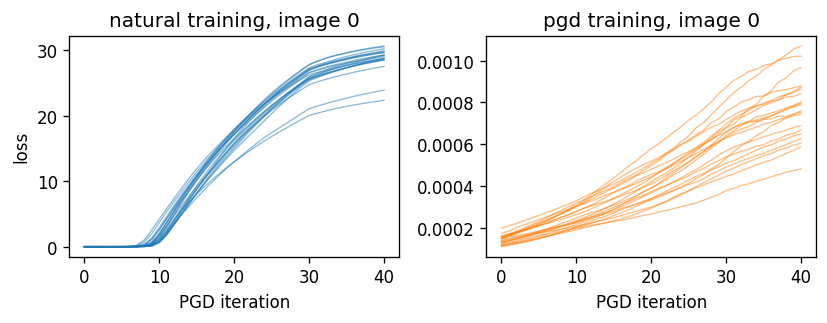 natural training, image 0
30
20
10
0
loss
0 10 20 30 40
PGD iteration
pgd training, image 0
0.0010
0.0008
0.0006
0.0004
0.0002
0 10 20 30 40
PGD iteration